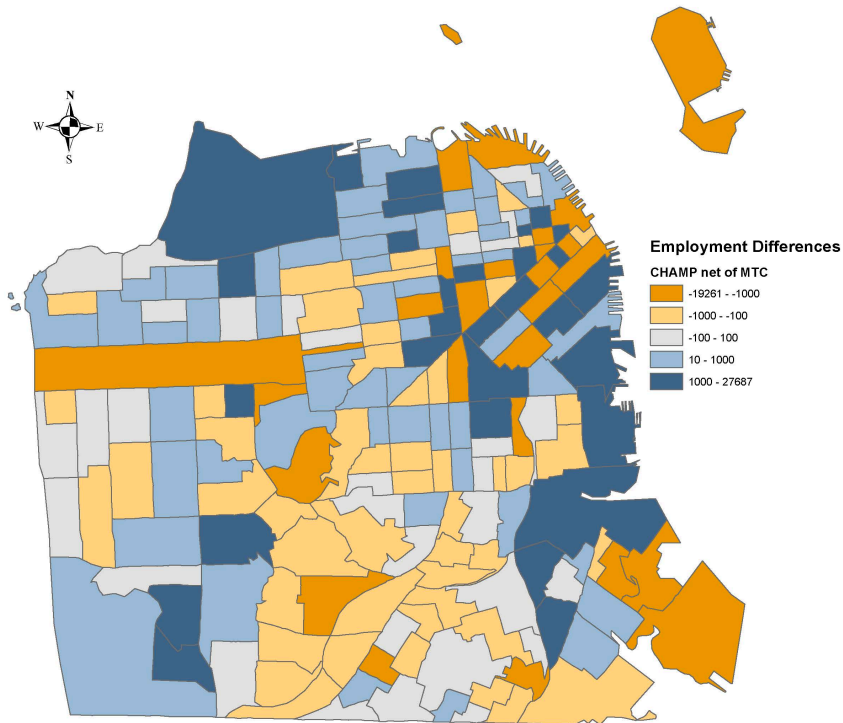 N
W E
S
Employment Differences
CHAMP net of MTC
-19261 - -1000
-1000 - -100
-100 - 100
10 - 1000
1000 - 27687